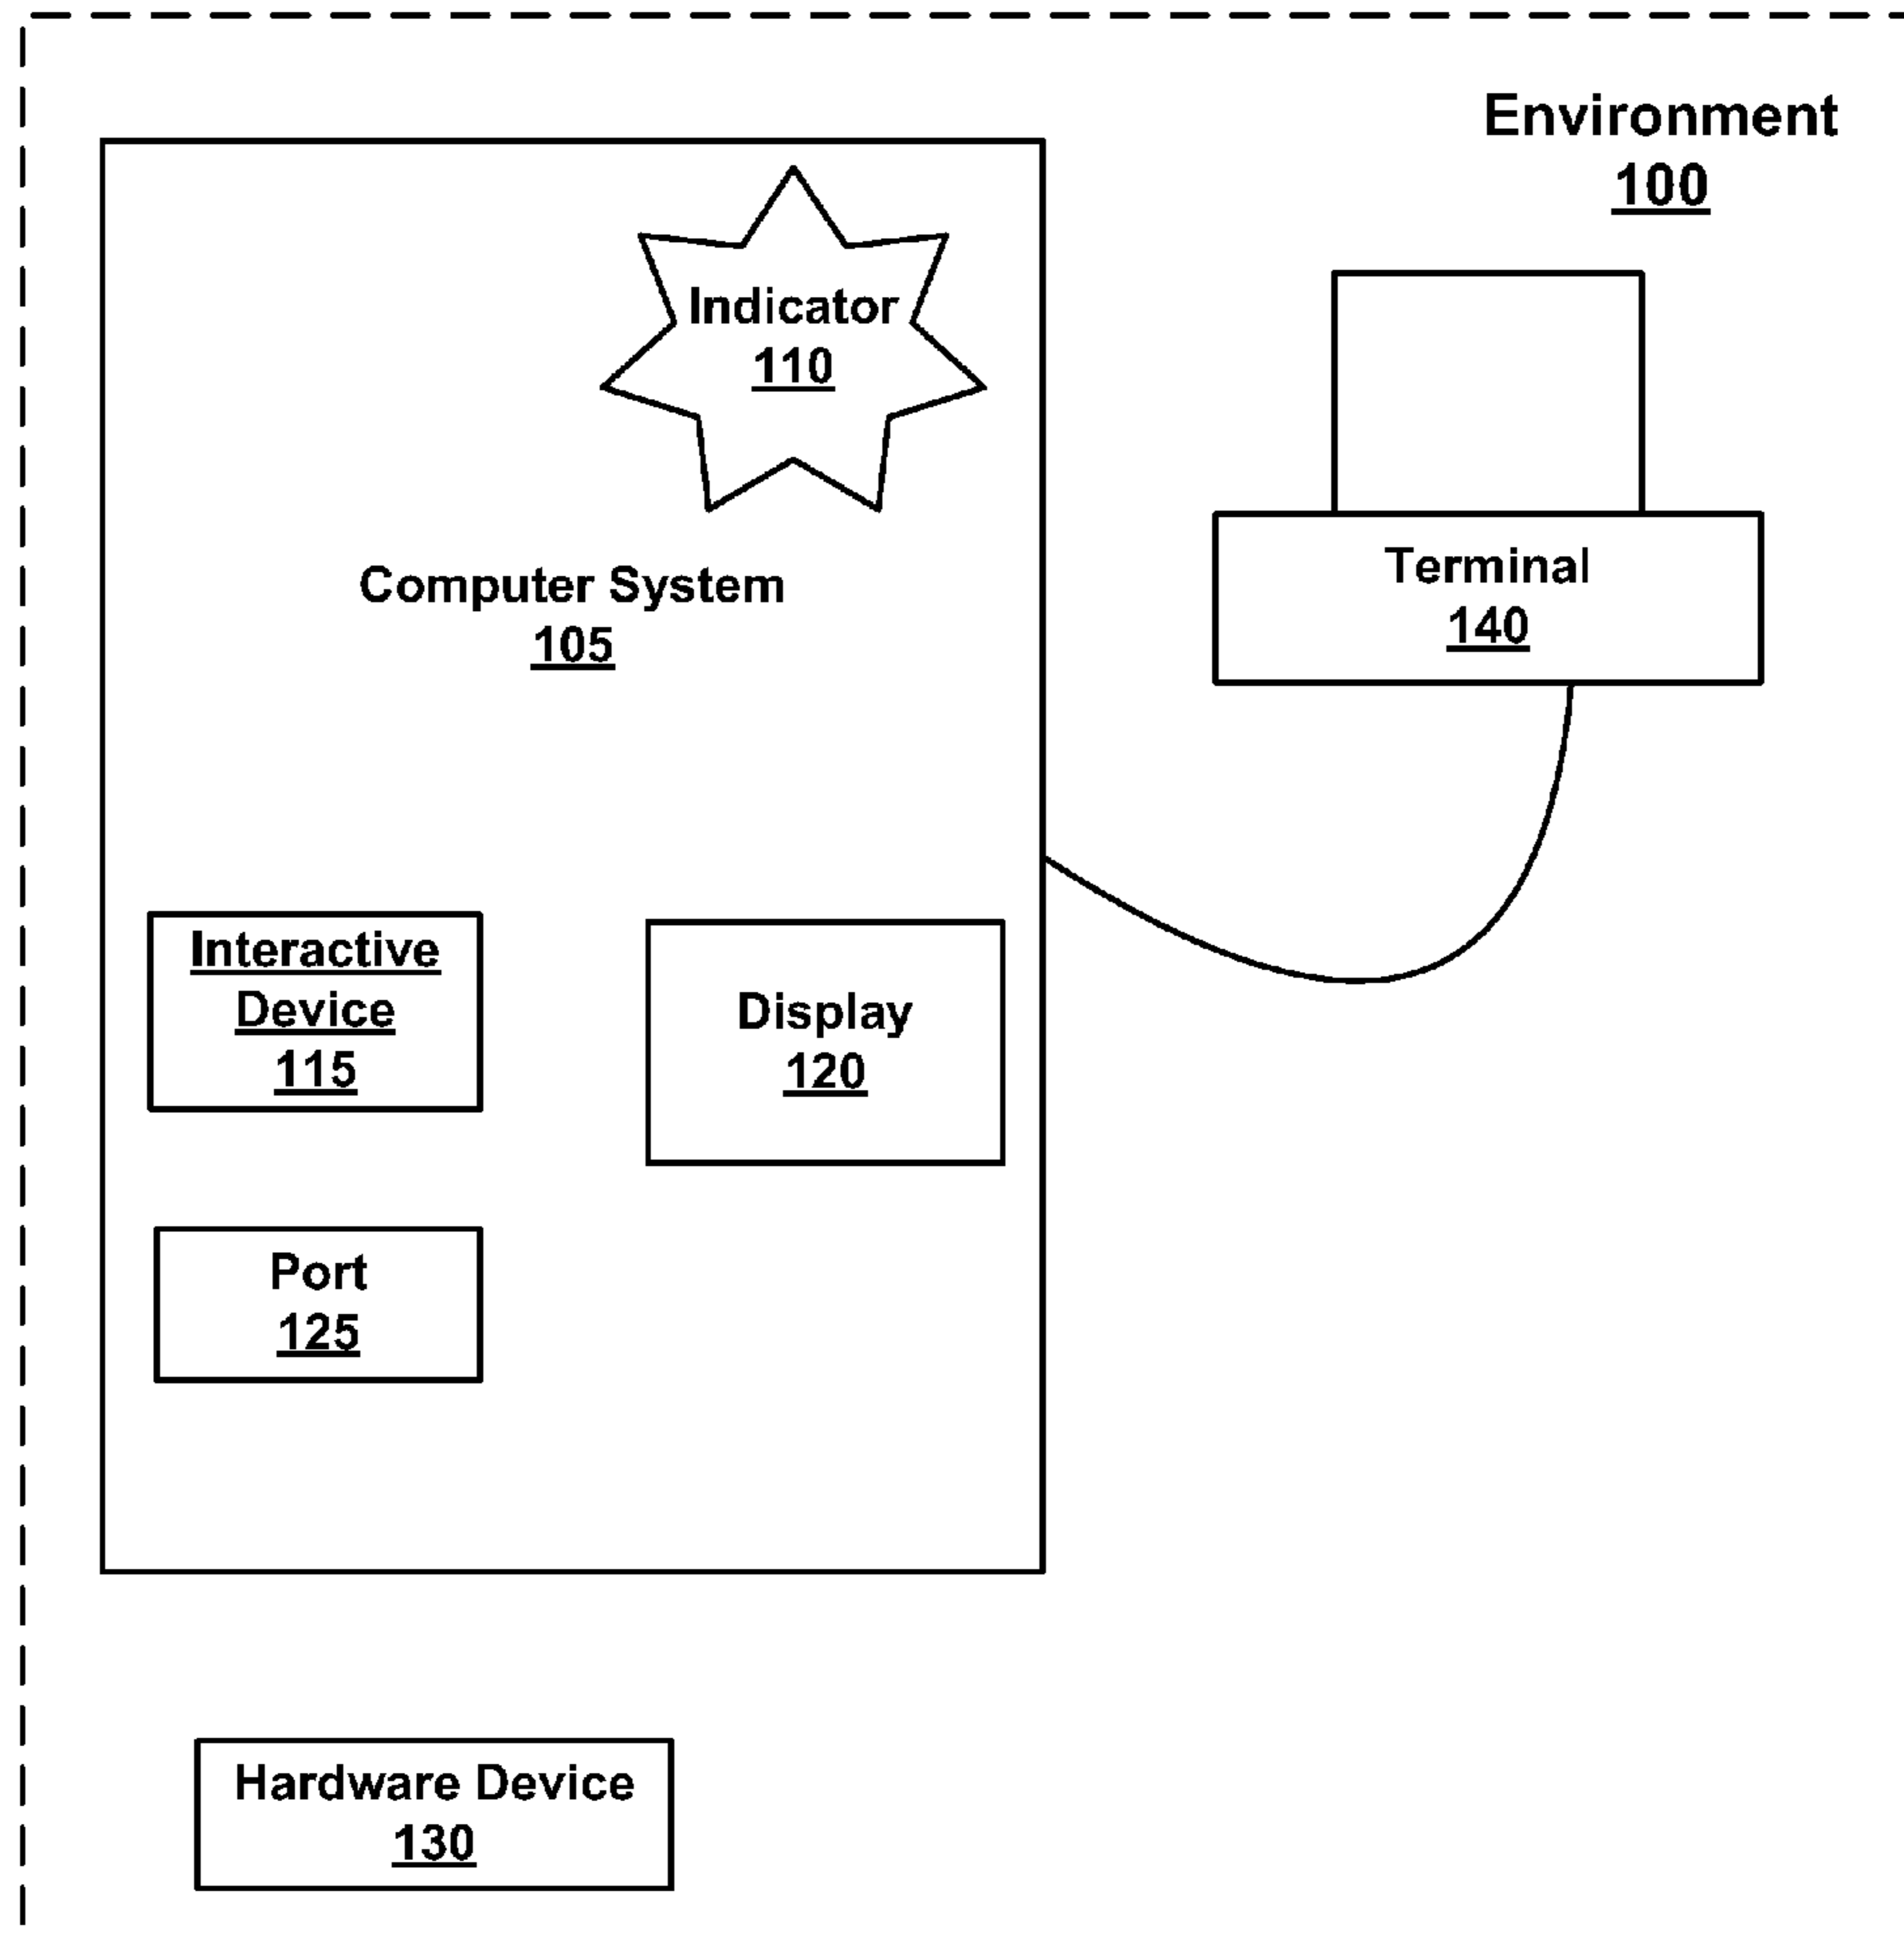 Environment
100
Indicator
110
Computer System
105
Terminal
140
Interactive
Device
115
Display
120
Port
125
Hardware Device
130